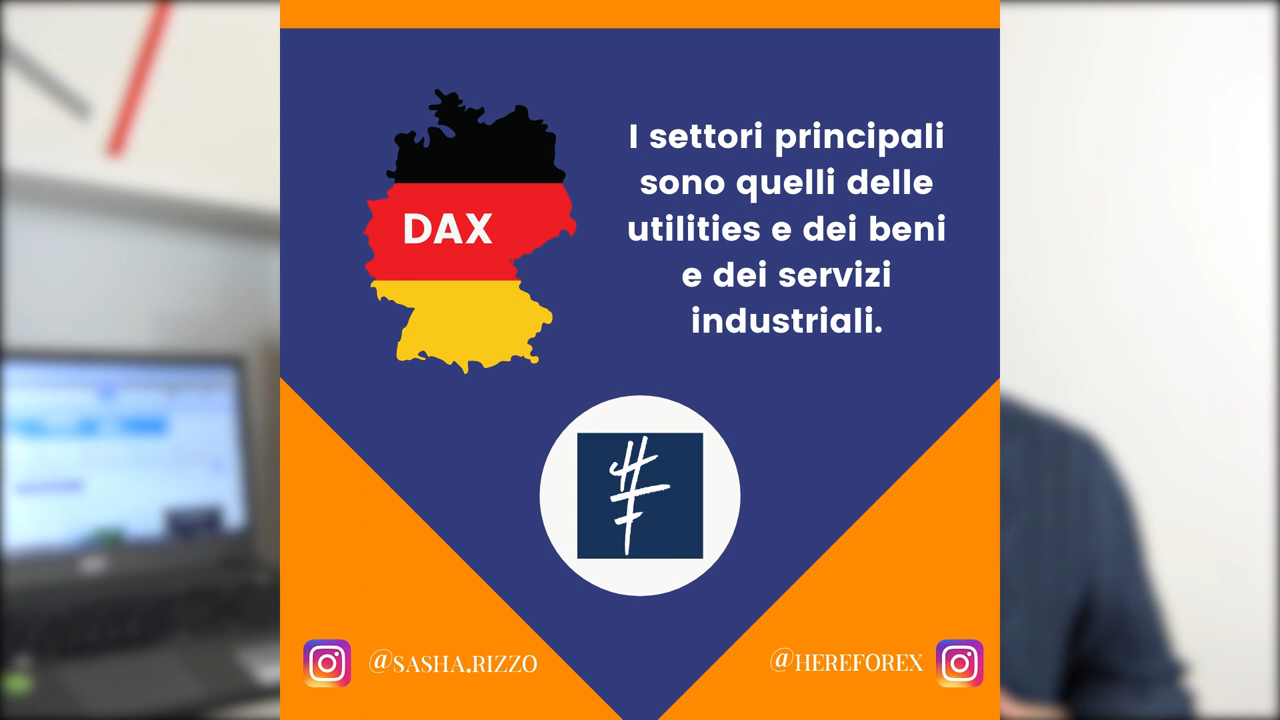 DAX
I settori principali
sono quelli delle
utilities e dei beni
e dei servizi
industriali.
@SASHA.RIZZO
@HEREFOREX